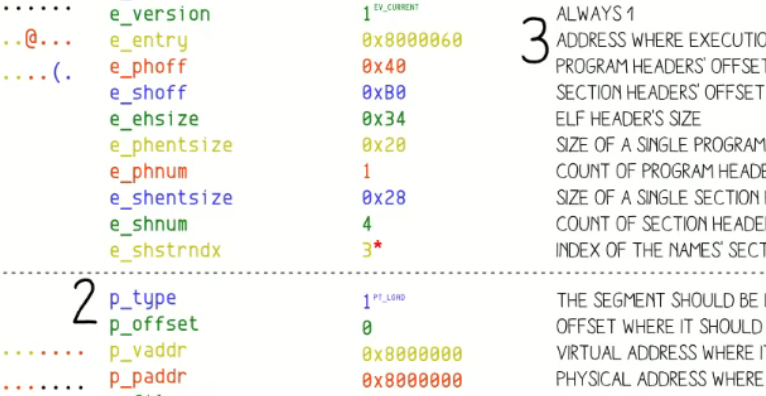 ...... e_version 1 EV_CURRENT ALWAYS 1
..@... e_entry 0x8000060 3 ADDRESS WHERE
e_phoff 0x40 PROGRAM HEADERS' OFFSET
....(. e_shoff 0xB0 SECTION HEADERS' OFFSET
e_ehsize 0x34 ELF HEADER'S SIZE
e_phentsize 0x20 SIZE OF A SINGLE PROGRAM
e_phnum 1 COUNT OF PROGRAM
e_shentsize 0x28 SIZE OF A SINGLE SECTION
e_shnum 4 COUNT OF SECTION
e_shstrndx 3* INDEX OF THE NAMES'
2 p_type 1 PT_LOAD THE SEGMENT SHOULD BE
p_offset 0 OFFSET WHERE IT SHOULD
....... p_vaddr 0x8000000 VIRTUAL ADDRESS WHERE
....... p_paddr 0x8000000 PHYSICAL ADDRESS WHERE